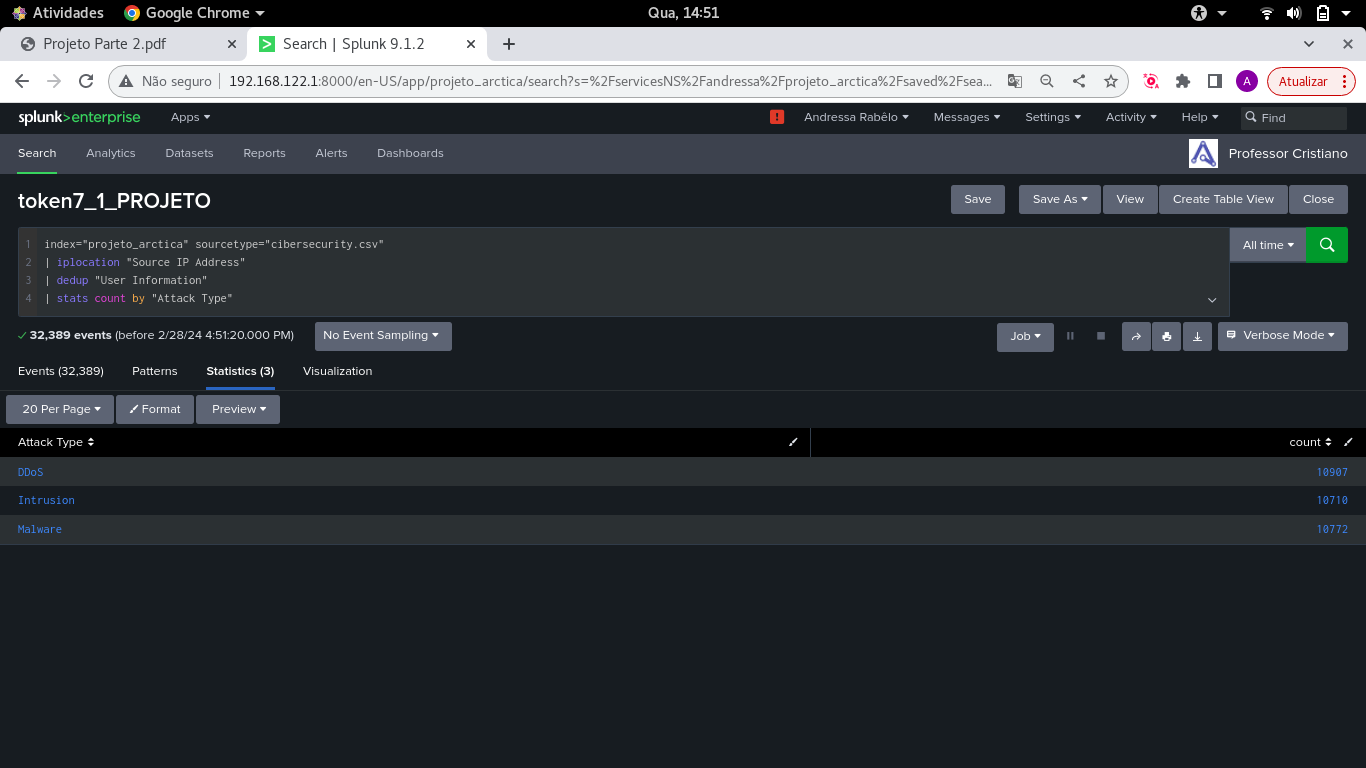 Atividades Google Chrome Qua, 14:51
Projeto Parte 2.pdf Search | Splunk 9.1.2
Não seguro 192.168.122.1:8000/en-US/app/projeto_arctica/search?s=%2FservicesNS%2Fandressa%2Fprojeto_arctica%2Fsaved%2Fsea... A Atualizar
splunk>enterprise Apps ! Andressa Rabêlo Messages Settings Activity Help Find
Search Analytics Datasets Reports Alerts Dashboards Professor Cristiano
token7_1_PROJETO Save Save As View Create Table View Close
1 index="projeto_arctica" sourcetype="cibersecurity.csv" All time
2 | iplocation "Source IP Address"
3 | dedup "User Information"
4 | stats count by "Attack Type"
32,389 events (before 2/28/24 4:51:20.000 PM) No Event Sampling Job Verbose Mode
Events (32,389) Patterns Statistics (3) Visualization
20 Per Page Format Preview
Attack Type count
DDoS 10907
Intrusion 10710
Malware 10772